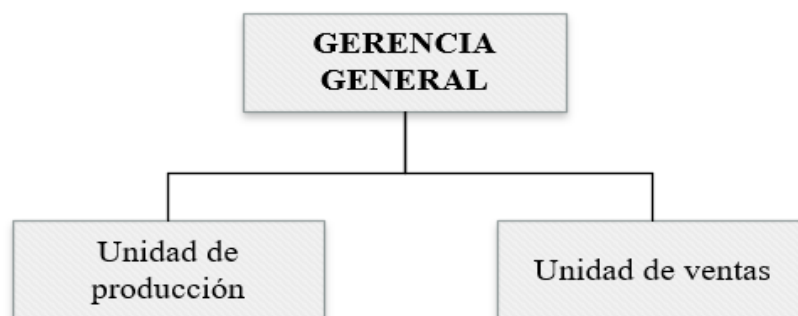 GERENCIA
GENERAL
Unidad de
producción
Unidad de ventas